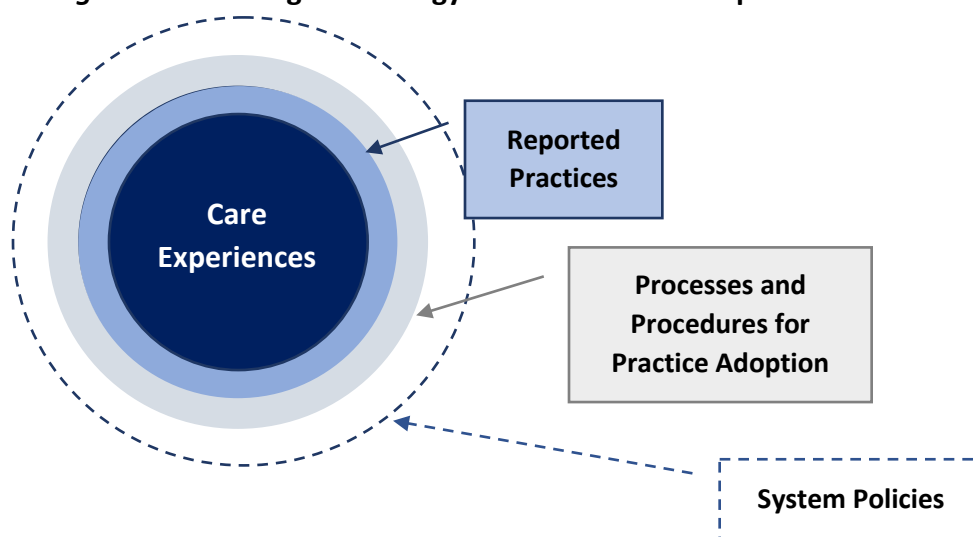 Care
Experiences
Reported
Practices
Processes and
Procedures for
Practice Adoption
System Policies